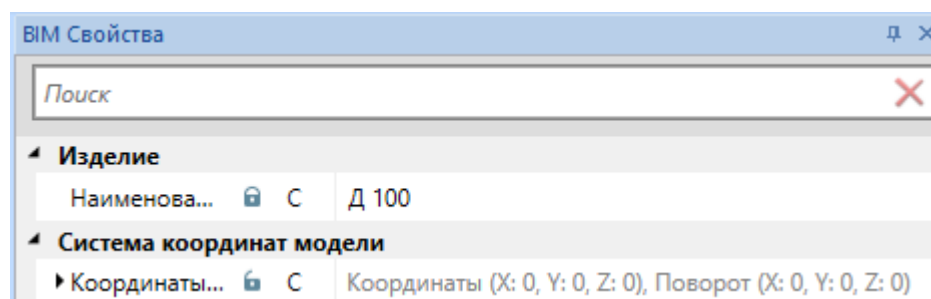 BIM Свойства
Поиск
Изделие
Наименова... С Д 100
Система координат модели
Координаты... С Координаты (X: 0, Y: 0, Z: 0), Поворот (X: 0, Y: 0, Z: 0)